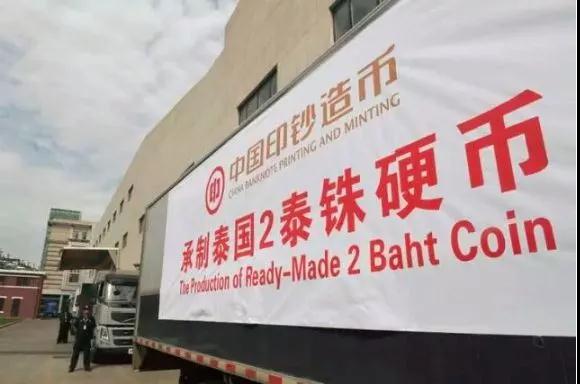 中国印钞造币
CHINA BANKNOTE PRINTING AND MINTING
承制泰国2泰铢硬币
The Production of Ready-Made 2 Baht Coin